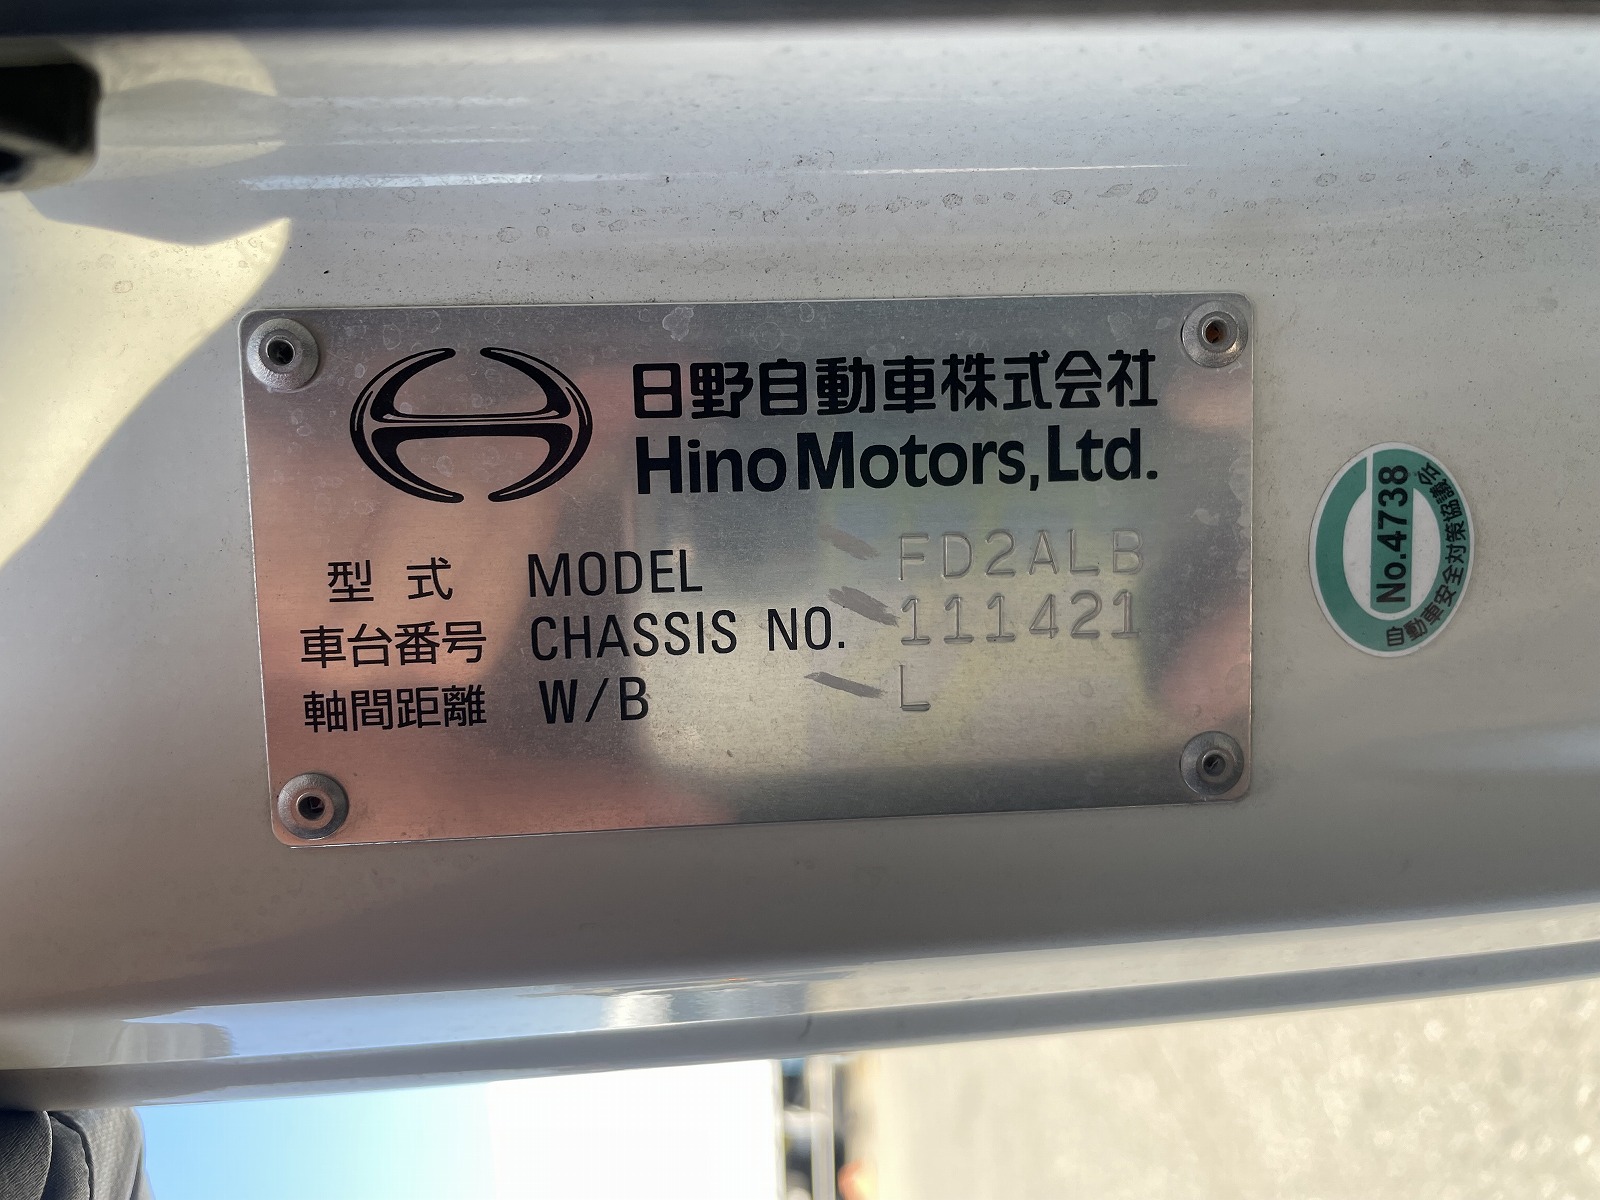 日野自動車株式会社
Hino Motors, Ltd.
型式 MODEL FD2ALB
車台番号 CHASSIS NO. 111421
軸間距離 W/B L
No.4738
自動車安全対策協議会